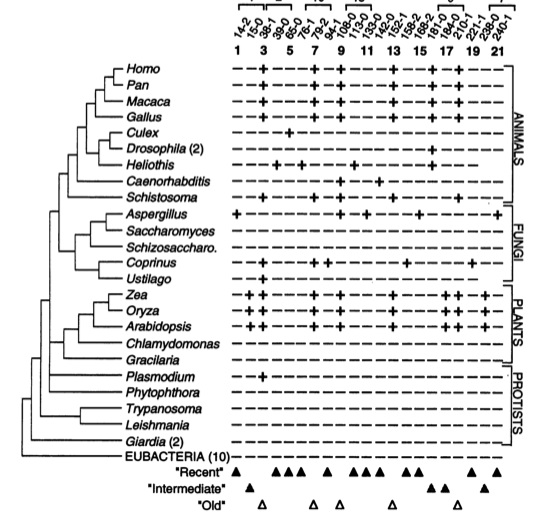 14-2 15-0 38-1 39-0 65-0 76-1 79-2 94-1 108-0 113-0 133-0 142-0 152-1 158-2 168-2 181-0 184-0 210-1 221-1 238-0 240-1
1 3 5 7 9 11 13 15 17 19 21
Homo
Pan
Macaca
Gallus
Culex
Drosophila (2)
Heliothis
Caenorhabditis
Schistosoma
ANIMALS
Aspergillus
Saccharomyces
Schizosaccharo.
Coprinus
Ustilago
FUNGI
Zea
Oryza
Arabidopsis
Chlamydomonas
Gracilaria
PLANTS
Plasmodium
Phytophthora
Trypanosoma
Leishmania
Giardia (2)
PROTISTS
EUBACTERIA (10)
"Recent"
"Intermediate"
"Old"